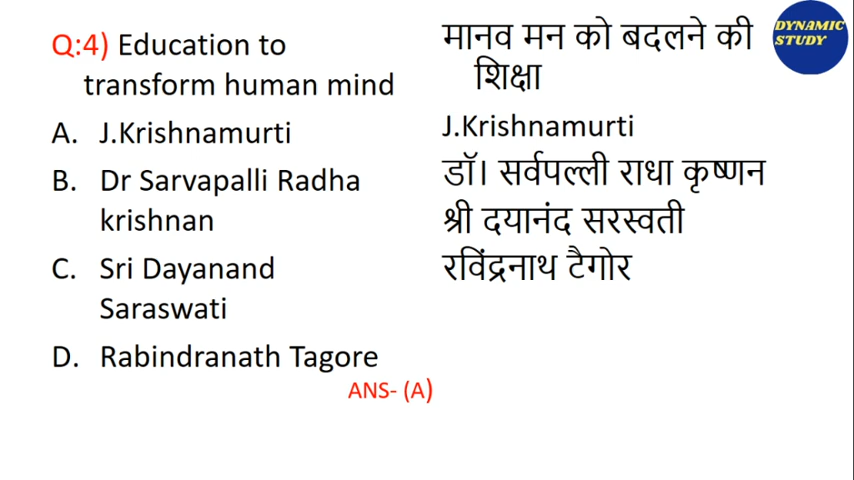 Q:4) Education to
transform human mind
A. J.Krishnamurti
B. Dr Sarvapalli Radha
krishnan
C. Sri Dayanand
Saraswati
D. Rabindranath Tagore
ANS- (A)
मानव मन को बदलने की
शिक्षा
J.Krishnamurti
डॉ। सर्वपल्ली राधा कृष्णन
श्री दयानंद सरस्वती
रविंद्रनाथ टैगोर
DYNAMIC
STUDY